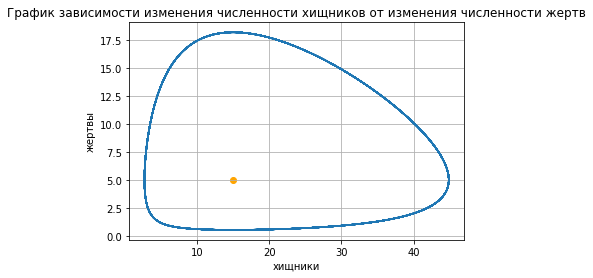 График зависимости изменения численности хищников от изменения численности жертв
17.5
15.0
12.5
10.0
7.5
5.0
2.5
0.0
жертвы
10 20 30 40
хищники